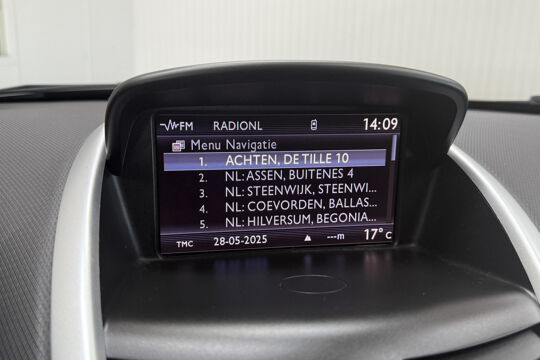 FM RADIONL 14:09
Menu Navigatie
1. ACHTEN, DE TILLE 10
2. NL: ASSEN, BUITENES 4
3. NL: STEENWIJK, STEENWI...
4. NL: COEVORDEN, BALLAS...
5. NL: HILVERSUM, BEGONIA...
TMC 28-05-2025 ---m 17° C